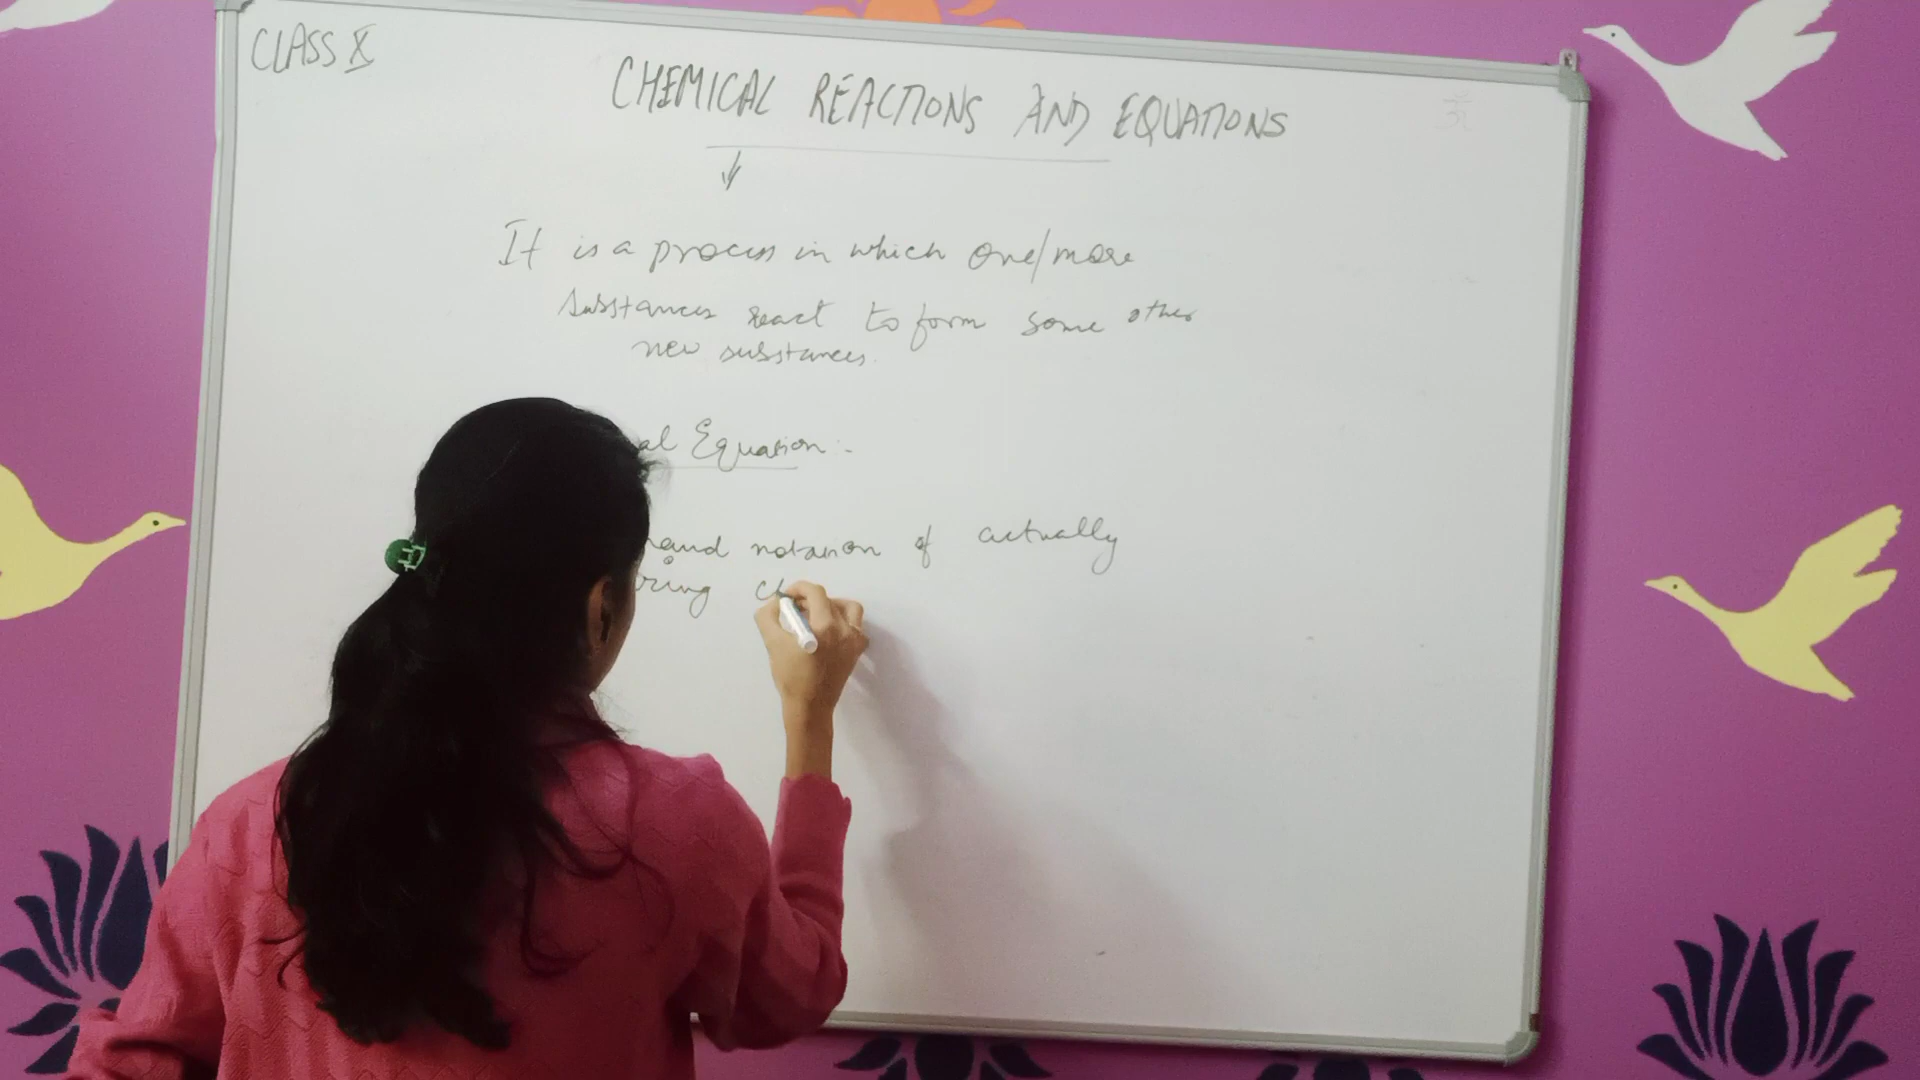 CLASS X
CHEMICAL REACTIONS AND EQUATIONS
It is a process in which one/more
substances react to form some other
new substances.
Equation :-
notation of actually